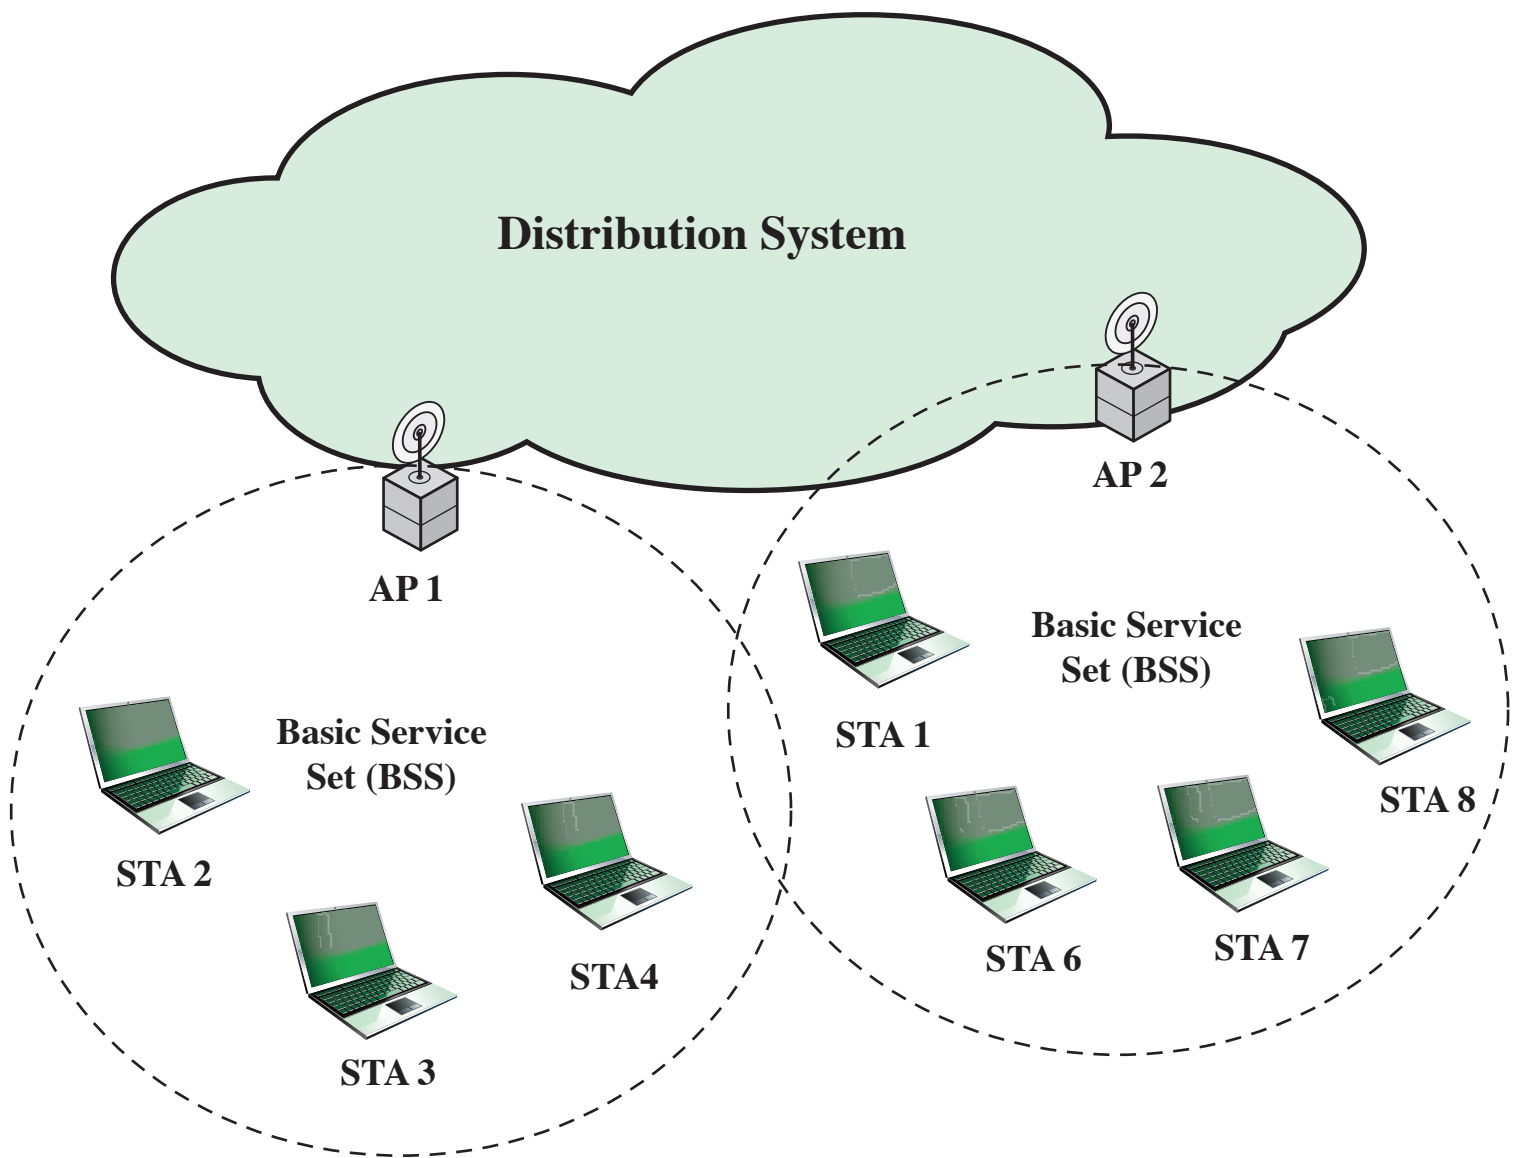 Distribution System
AP 2
AP 1
Basic Service
Set (BSS)
STA 1
Basic Service
Set (BSS)
STA 8
STA 2
STA 6
STA 7
STA4
STA 3